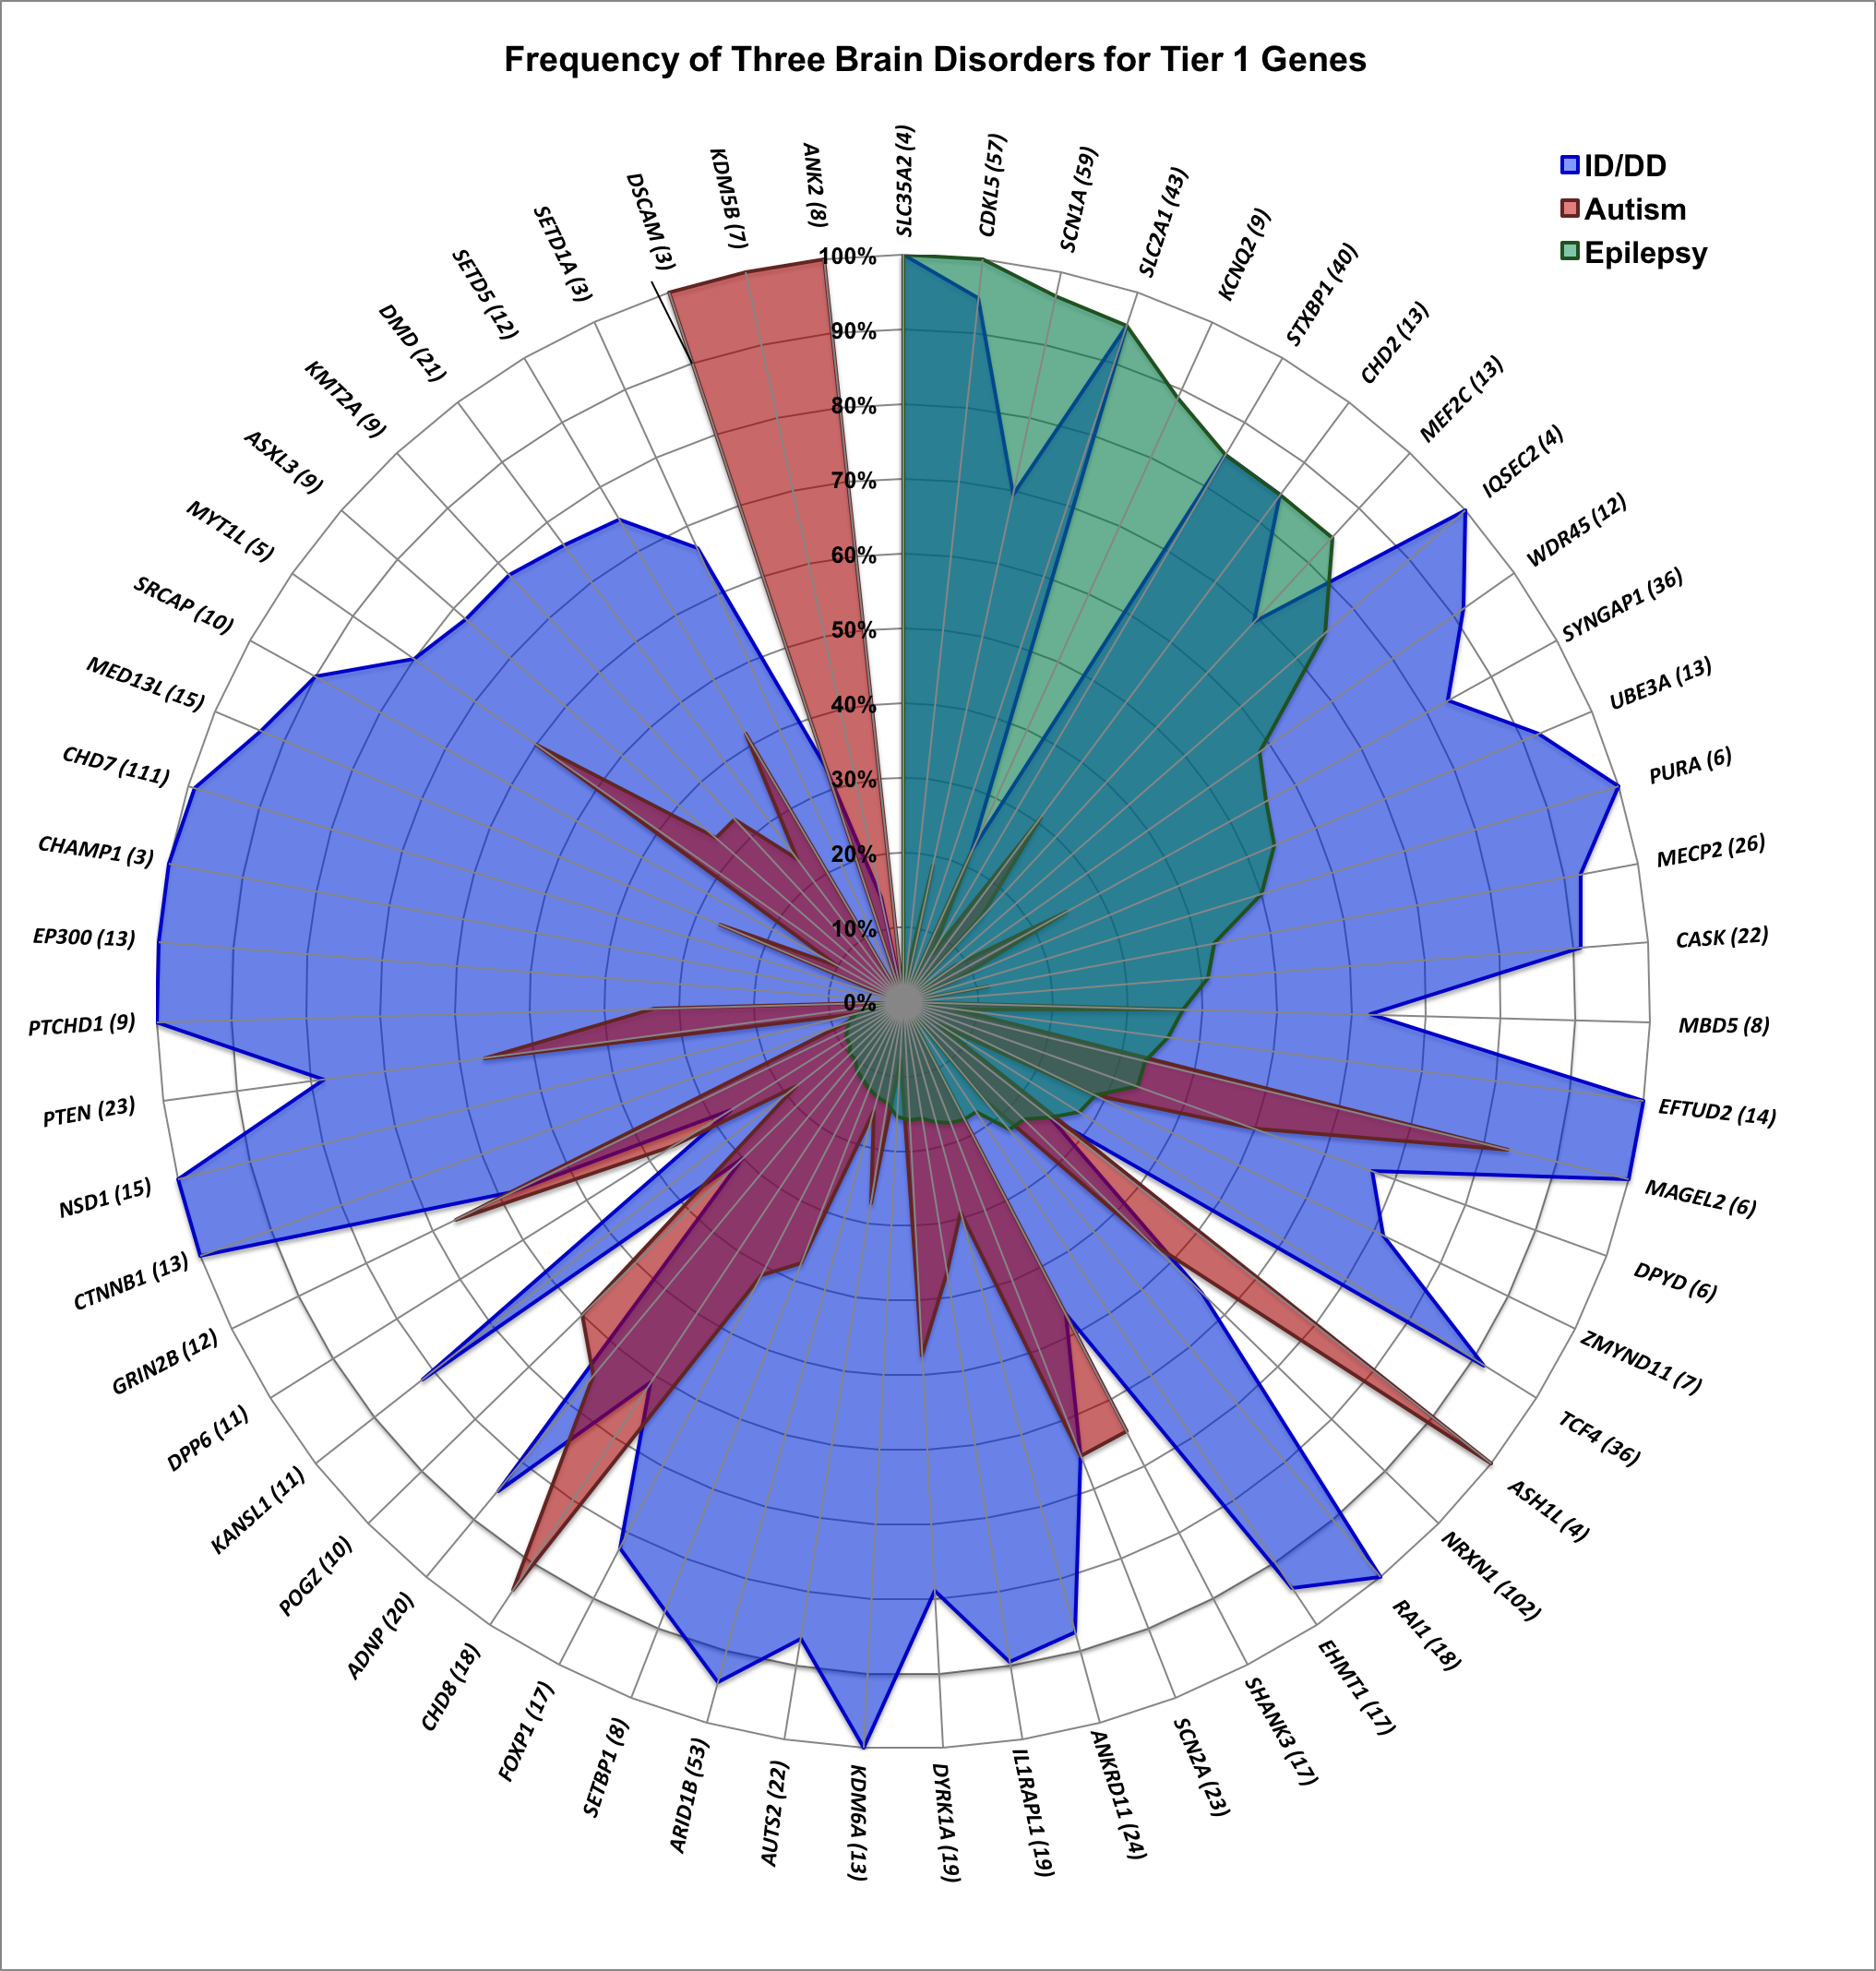 Frequency of Three Brain Disorders for Tier 1 Genes
ID/DD
Autism
Epilepsy
100%
90%
80%
70%
60%
50%
40%
30%
20%
10%
0%
SLC35A2 (4)
CDKL5 (57)
SCN1A (59)
SLC2A1 (43)
KCNQ2 (9)
STXBP1 (40)
CHD2 (13)
MEF2C (13)
IQSEC2 (4)
WDR45 (12)
SYNGAP1 (36)
UBE3A (13)
PURA (6)
MECP2 (26)
CASK (22)
MBD5 (8)
EFTUD2 (14)
MAGEL2 (6)
DPYD (6)
ZMYND11 (7)
TCF4 (36)
ASH1L (4)
NRXN1 (102)
RAI1 (18)
EHMT1 (17)
SHANK3 (17)
SCN2A (23)
ANKRD11 (24)
IL1RAPL1 (19)
DYRK1A (19)
KDM6A (13)
AUTS2 (22)
ARID1B (53)
SETBP1 (8)
FOXP1 (17)
CHD8 (18)
ADNP (20)
POGZ (10)
KANSL1 (11)
DPP6 (11)
GRIN2B (12)
CTNNB1 (13)
NSD1 (15)
PTEN (23)
PTCHD1 (9)
EP300 (13)
CHAMP1 (3)
CHD7 (111)
MED13L (15)
SRCAP (10)
MYT1L (5)
ASXL3 (9)
KMT2A (9)
DMD (21)
SETD5 (12)
SETD1A (3)
DSCAM (3)
KDM5B (7)
ANK2 (8)